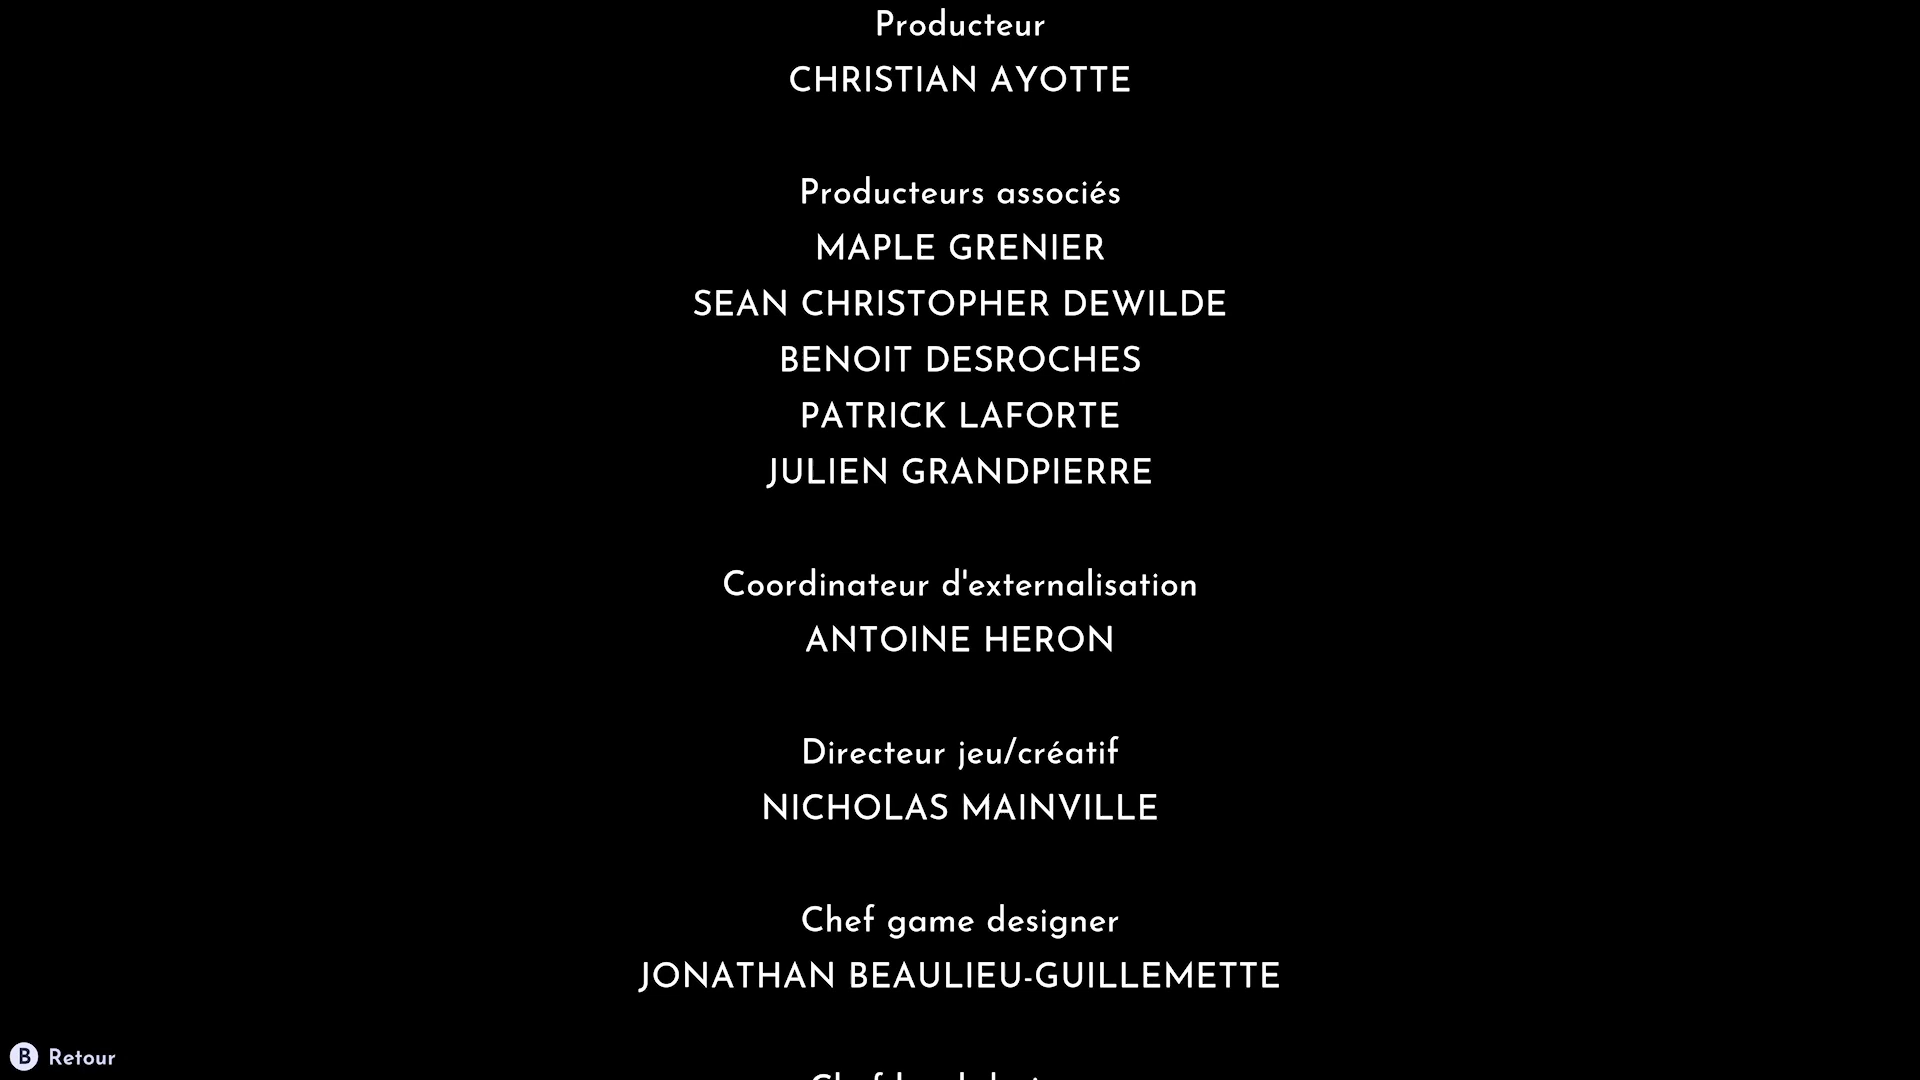 Producteur
CHRISTIAN AYOTTE
Producteurs associés
MAPLE GRENIER
SEAN CHRISTOPHER DEWILDE
BENOIT DESROCHES
PATRICK LAFORTE
JULIEN GRANDPIERRE
Coordinateur d'externalisation
ANTOINE HERON
Directeur jeu/créatif
NICHOLAS MAINVILLE
Chef game designer
JONATHAN BEAULIEU-GUILLEMETTE
Chef
B Retour